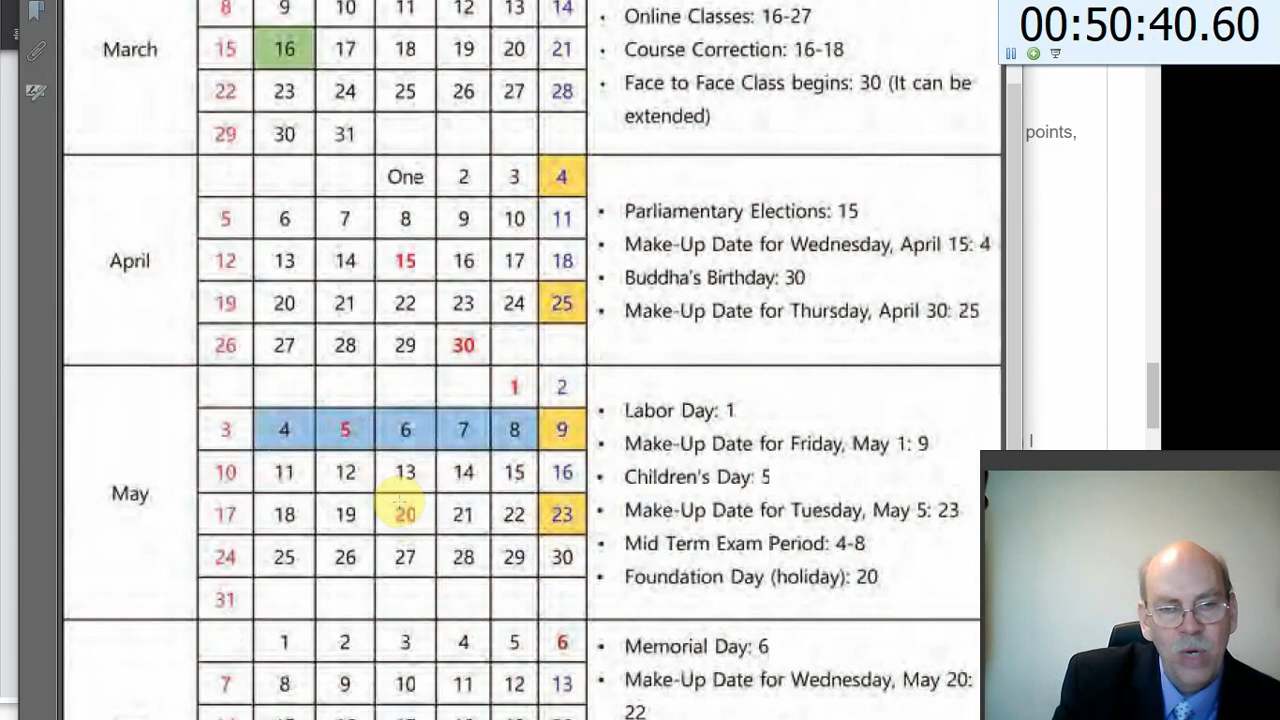 00:50:40.60
8 9 10 11 12 13 14
March 15 16 17 18 19 20 21
22 23 24 25 26 27 28
29 30 31
Online Classes: 16-27
Course Correction: 16-18
Face to Face Class begins: 30 (It can be
extended)
points,
One 2 3 4
5 6 7 8 9 10 11
April 12 13 14 15 16 17 18
19 20 21 22 23 24 25
26 27 28 29 30
Parliamentary Elections: 15
Make-Up Date for Wednesday, April 15: 4
Buddha's Birthday: 30
Make-Up Date for Thursday, April 30: 25
1 2
3 4 5 6 7 8 9
10 11 12 13 14 15 16
May 17 18 19 20 21 22 23
24 25 26 27 28 29 30
31
Labor Day: 1
Make-Up Date for Friday, May 1: 9
Children's Day: 5
Make-Up Date for Tuesday, May 5: 23
Mid Term Exam Period: 4-8
Foundation Day (holiday): 20
1 2 3 4 5 6
7 8 9 10 11 12 13
Memorial Day: 6
Make-Up Date for Wednesday, May 20:
22